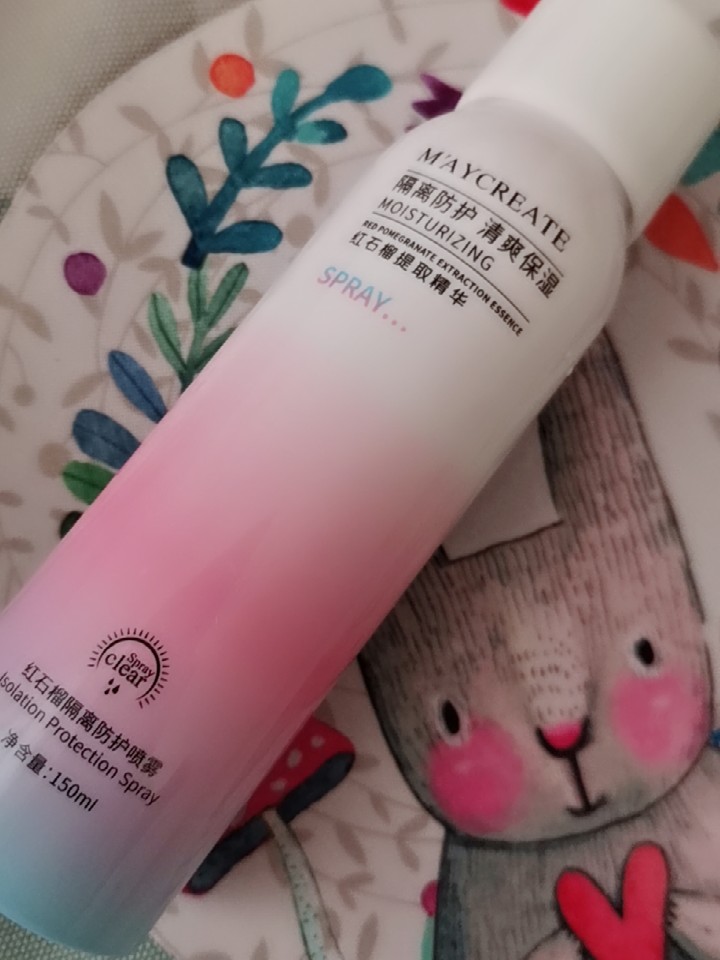 M'AYCREATE
隔离防护 清爽保湿
MOISTURIZING
RED POMEGRANATE EXTRACTION ESSENCE
红石榴提取精华
SPRAY...
Spray
clear
红石榴隔离防护喷雾
Isolation Protection Spray
净含量:150ml